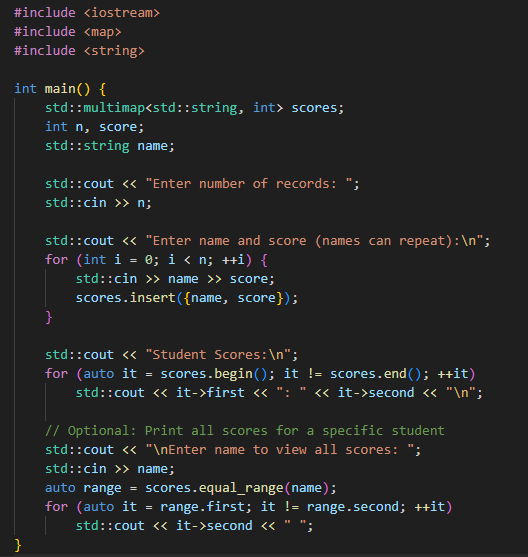 #include <iostream>
#include <map>
#include <string>

int main() {
    std::multimap<std::string, int> scores;
    int n, score;
    std::string name;

    std::cout << "Enter number of records: ";
    std::cin >> n;

    std::cout << "Enter name and score (names can repeat):\n";
    for (int i = 0; i < n; ++i) {
        std::cin >> name >> score;
        scores.insert({name, score});
    }

    std::cout << "Student Scores:\n";
    for (auto it = scores.begin(); it != scores.end(); ++it)
        std::cout << it->first << ": " << it->second << "\n";

    // Optional: Print all scores for a specific student
    std::cout << "\nEnter name to view all scores: ";
    std::cin >> name;
    auto range = scores.equal_range(name);
    for (auto it = range.first; it != range.second; ++it)
        std::cout << it->second << " ";
}